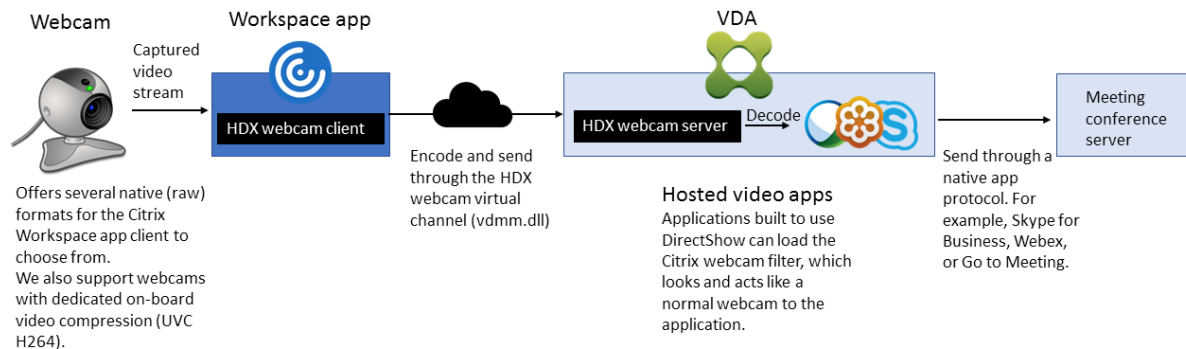 Webcam
Captured
video
stream
Offers several native (raw)
formats for the Citrix
Workspace app client to
choose from.
We also support webcams
with dedicated on-board
video compression (UVC
H264).
Workspace app
HDX webcam client
Encode and send
through the HDX
webcam virtual
channel (vdmm.dll)
VDA
HDX webcam server
Decode
S
Hosted video apps
Applications built to use
DirectShow can load the
Citrix webcam filter, which
looks and acts like a
normal webcam to the
application.
Send through a
native app
protocol. For
example, Skype for
Business, Webex,
or Go to Meeting.
Meeting
conference
server